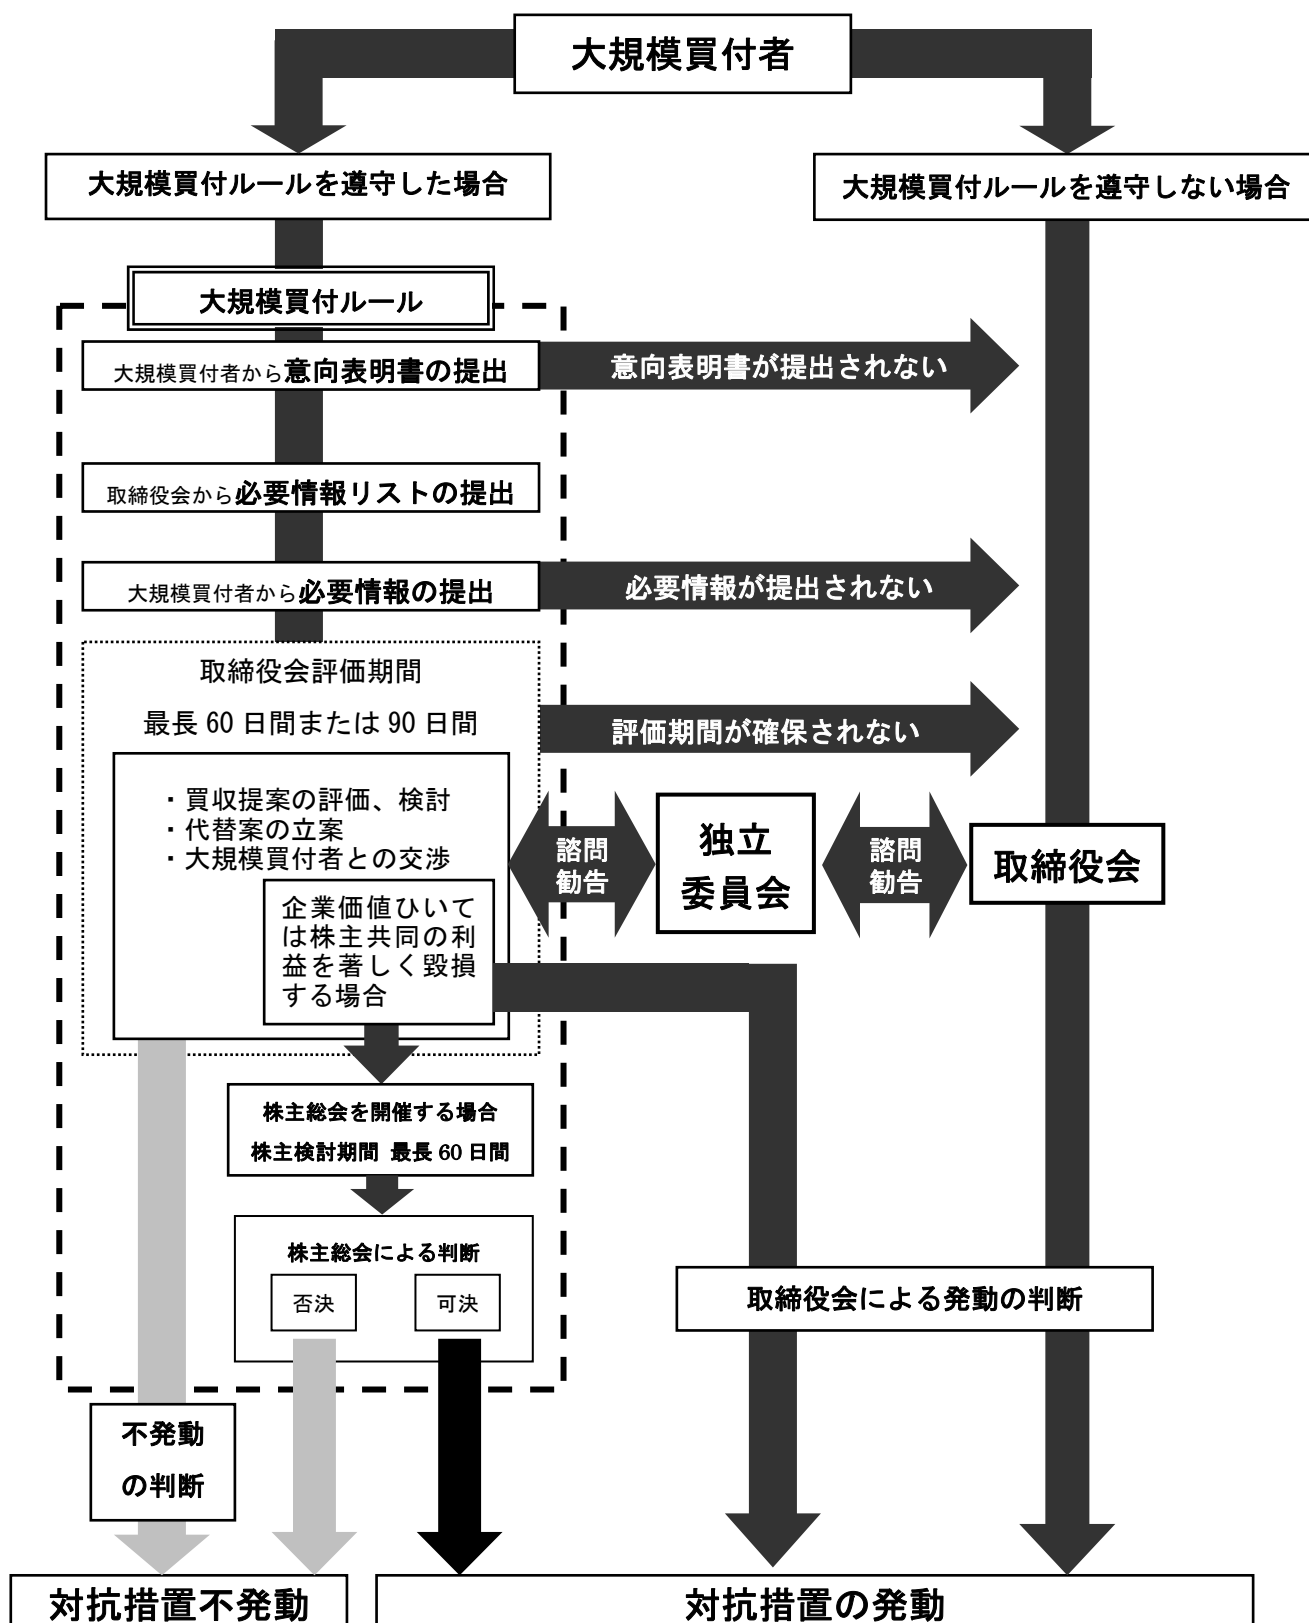 大規模買付者
大規模買付ルールを遵守した場合
大規模買付ルールを遵守しない場合
大規模買付ルール
大規模買付者から意向表明書の提出
意向表明書が提出されない
取締役会から必要情報リストの提出
大規模買付者から必要情報の提出
必要情報が提出されない
取締役会評価期間
最長 60 日間または 90 日間
評価期間が確保されない
・買収提案の評価、検討
・代替案の立案
・大規模買付者との交渉
諮問
勧告
独立
委員会
諮問
勧告
取締役会
企業価値ひいて
は株主共同の利
益を著しく毀損
する場合
株主総会を開催する場合
株主検討期間 最長 60 日間
株主総会による判断
否決
可決
取締役会による発動の判断
不発動
の判断
対抗措置不発動
対抗措置の発動